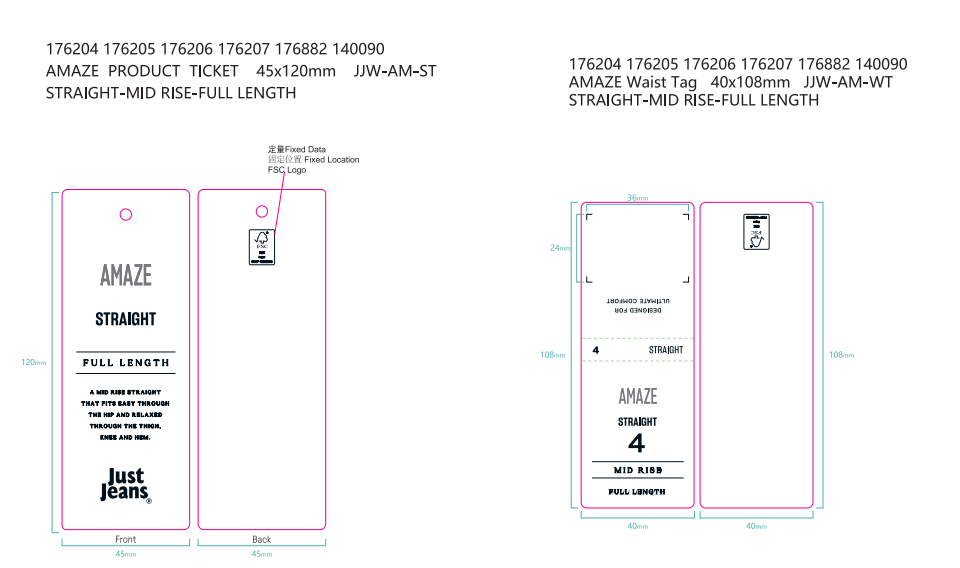 176204 176205 176206 176207 176882 140090
AMAZE PRODUCT TICKET 45x120mm JJW-AM-ST
STRAIGHT-MID RISE-FULL LENGTH
定量Fixed Data
固定位置 Fixed Location
FSC Logo
FSC
AMAZE
STRAIGHT
FULL LENGTH
A MID RISE STRAIGHT
THAT FITS EASY THROUGH
THE HIP AND RELAXED
THROUGH THE THIGH,
KNEE AND HEM.
Just
Jeans®
120mm
Front
Back
45mm
45mm
176204 176205 176206 176207 176882 140090
AMAZE Waist Tag 40x108mm JJW-AM-WT
STRAIGHT-MID RISE-FULL LENGTH
36mm
24mm
FSC
DESIGNED FOR
ULTIMATE COMFORT
4 STRAIGHT
108mm
108mm
AMAZE
STRAIGHT
4
MID RISE
FULL LENGTH
40mm
40mm